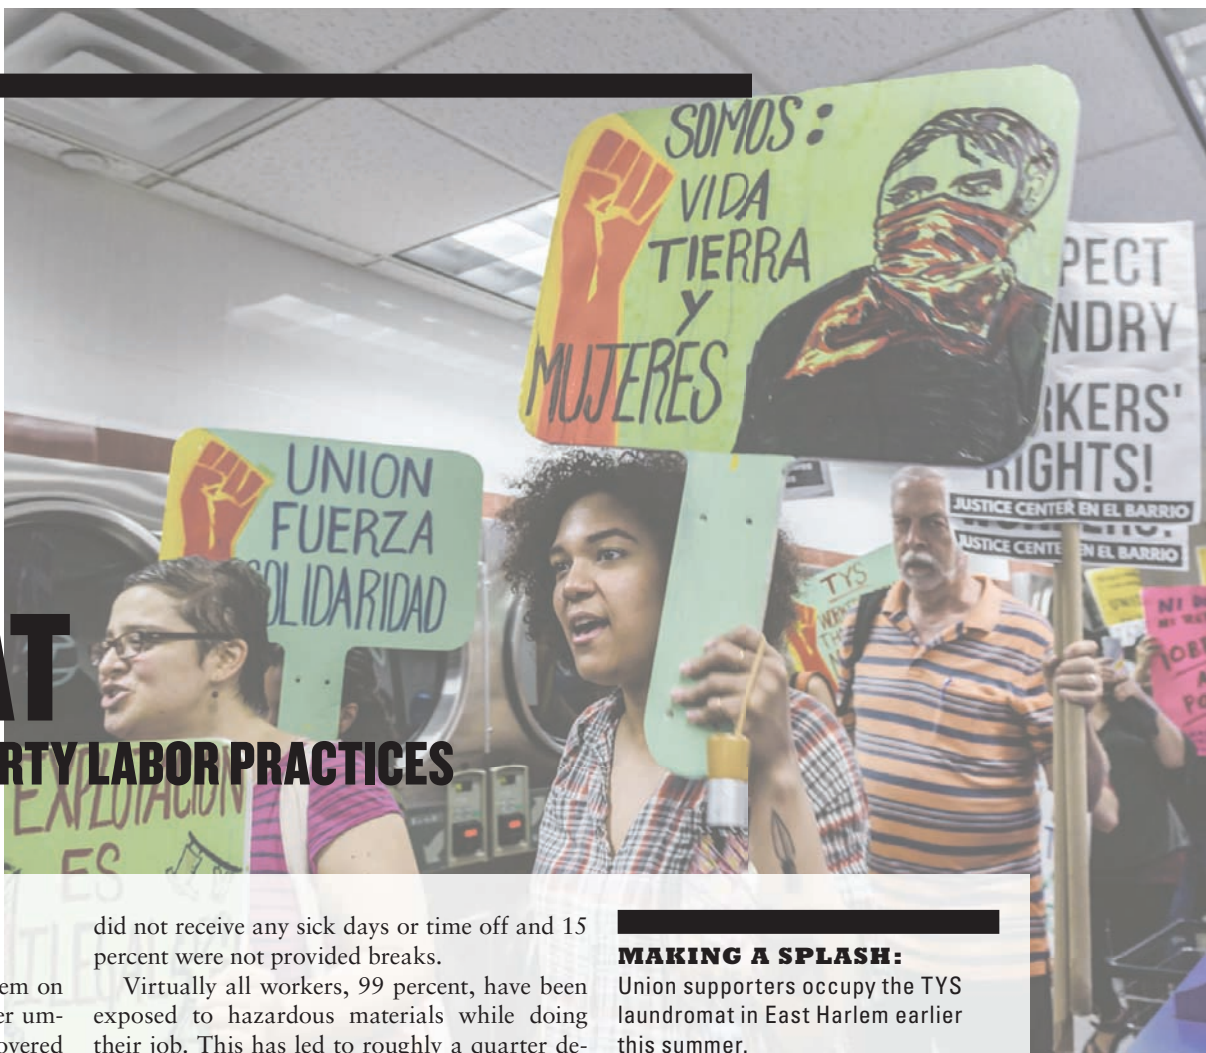 SOMOS:
VIDA
TIERRA
Y
MUJERES
UNION
FUERZA
SOLIDARIDAD
PECT
NDRY
RKERS'
RIGHTS!
JUSTICE CENTER EN EL BARRIO
JUSTICE CENTER EN EL BARRIO
TYS
AT
RTY LABOR PRACTICES
EXPLOTACION
ES
em on
er um-
overed
did not receive any sick days or time off and 15
percent were not provided breaks.
Virtually all workers, 99 percent, have been
exposed to hazardous materials while doing
their job. This has led to roughly a quarter de-
MAKING A SPLASH:
Union supporters occupy the TYS
laundromat in East Harlem earlier
this summer.